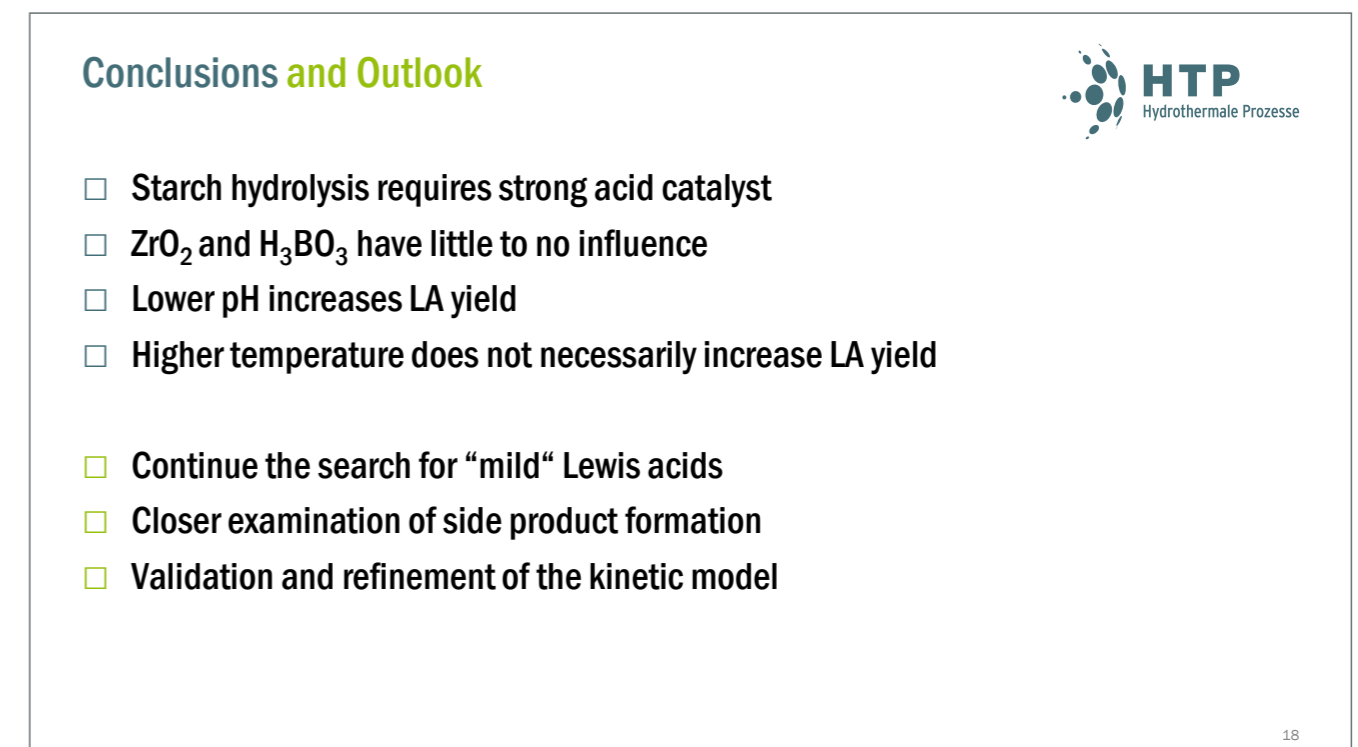 Conclusions and Outlook
HTP
Hydrothermale Prozesse
□ Starch hydrolysis requires strong acid catalyst
□ ZrO₂ and H₃BO₃ have little to no influence
□ Lower pH increases LA yield
□ Higher temperature does not necessarily increase LA yield
□ Continue the search for “mild“ Lewis acids
□ Closer examination of side product formation
□ Validation and refinement of the kinetic model
18